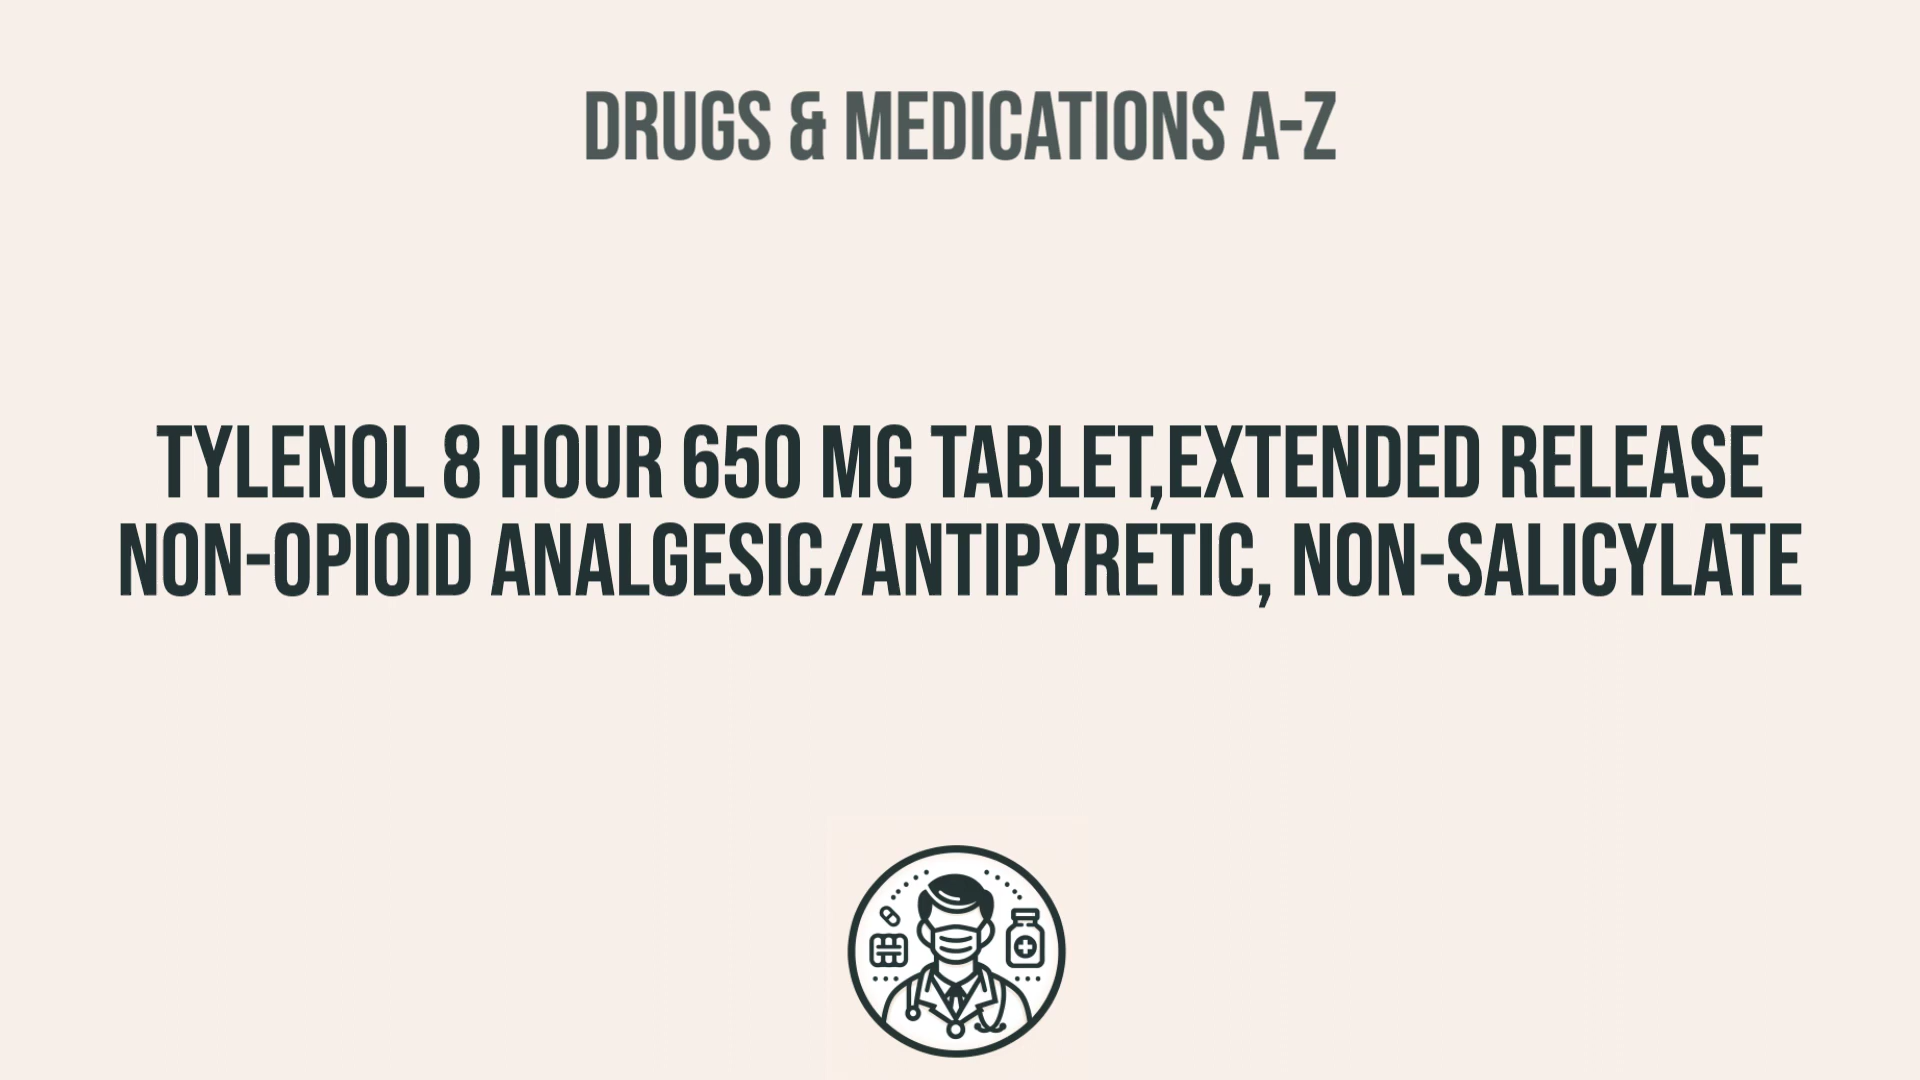 DRUGS & MEDICATIONS A-Z
TYLENOL 8 HOUR 650 MG TABLET,EXTENDED RELEASE
NON-OPIOID ANALGESIC/ANTIPYRETIC, NON-SALICYLATE